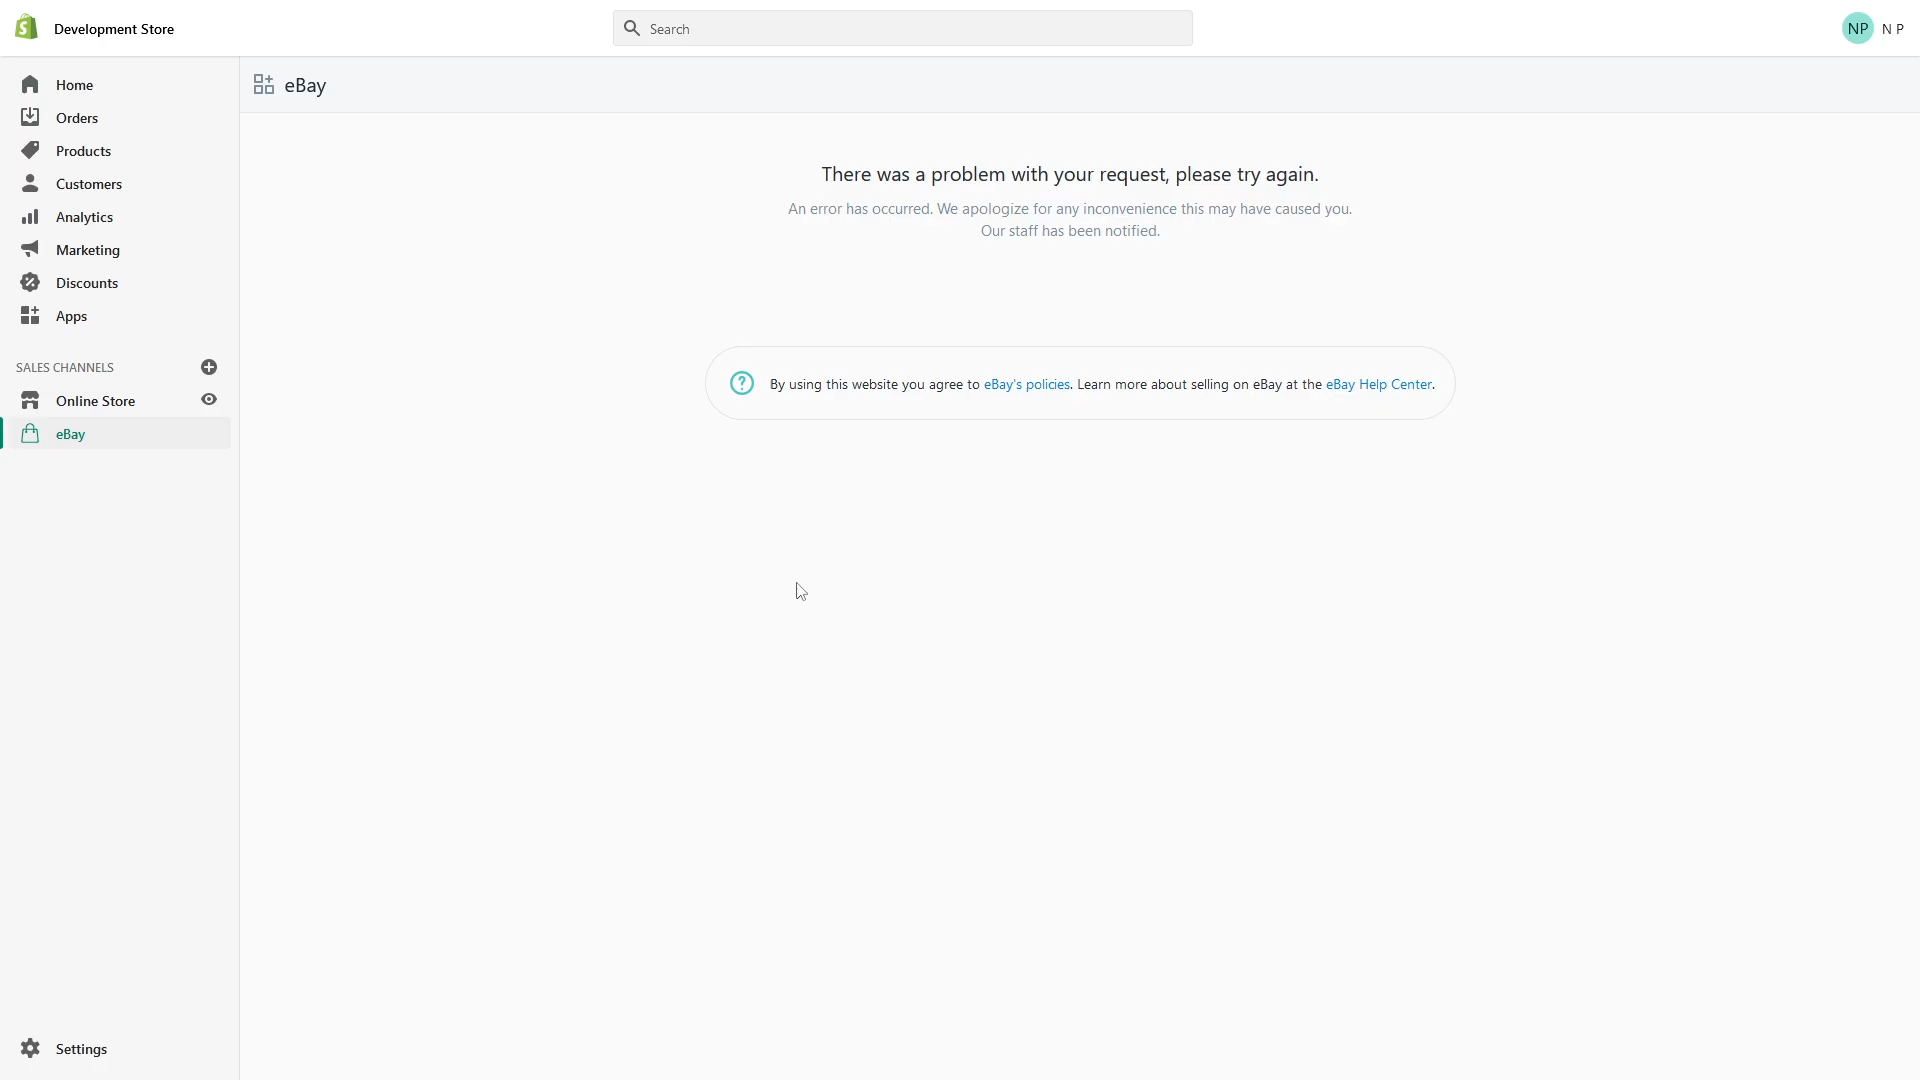 Development Store
Search
NP N P
Home
Orders
Products
Customers
Analytics
Marketing
Discounts
Apps
SALES CHANNELS
Online Store
eBay
Settings
eBay
There was a problem with your request, please try again.
An error has occurred. We apologize for any inconvenience this may have caused you.
Our staff has been notified.
By using this website you agree to eBay's policies. Learn more about selling on eBay at the eBay Help Center.